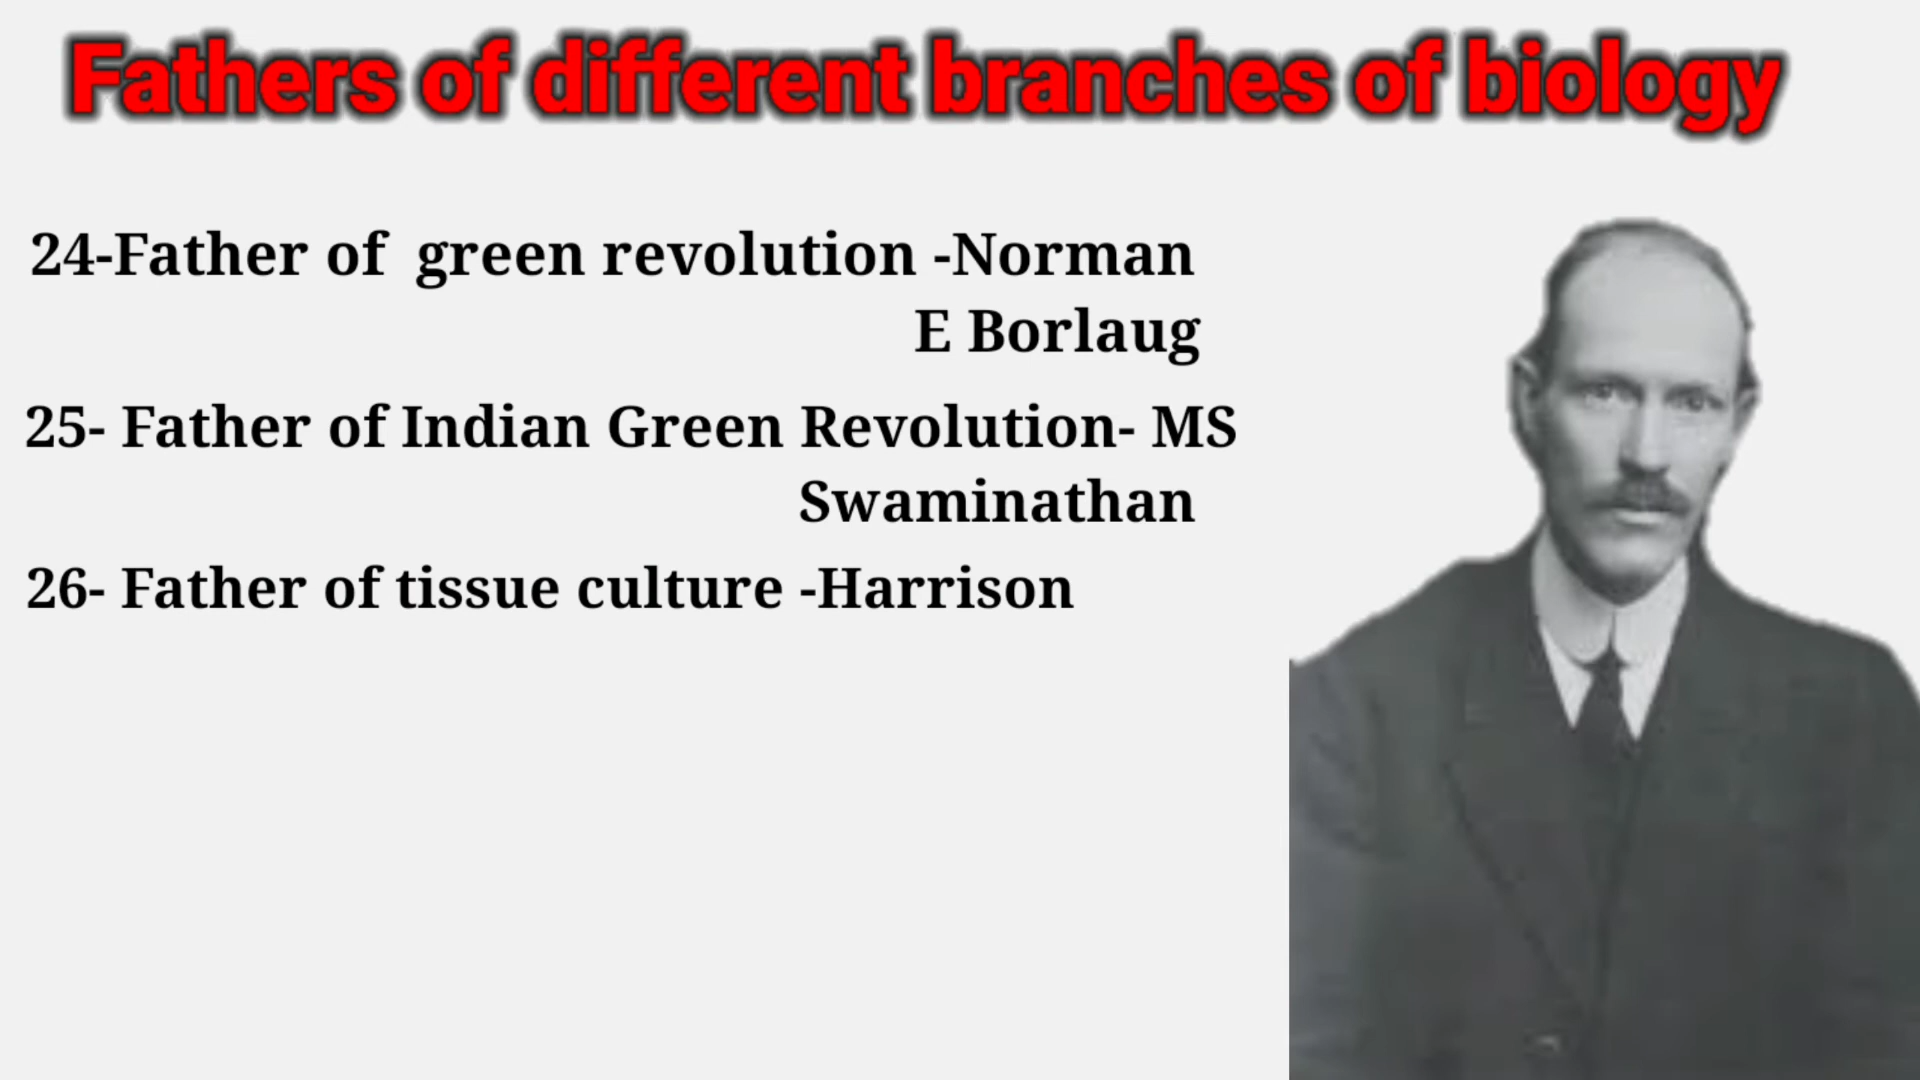 Fathers of different branches of biology
24-Father of  green revolution -Norman
E Borlaug
25- Father of Indian Green Revolution- MS
Swaminathan
26- Father of tissue culture -Harrison